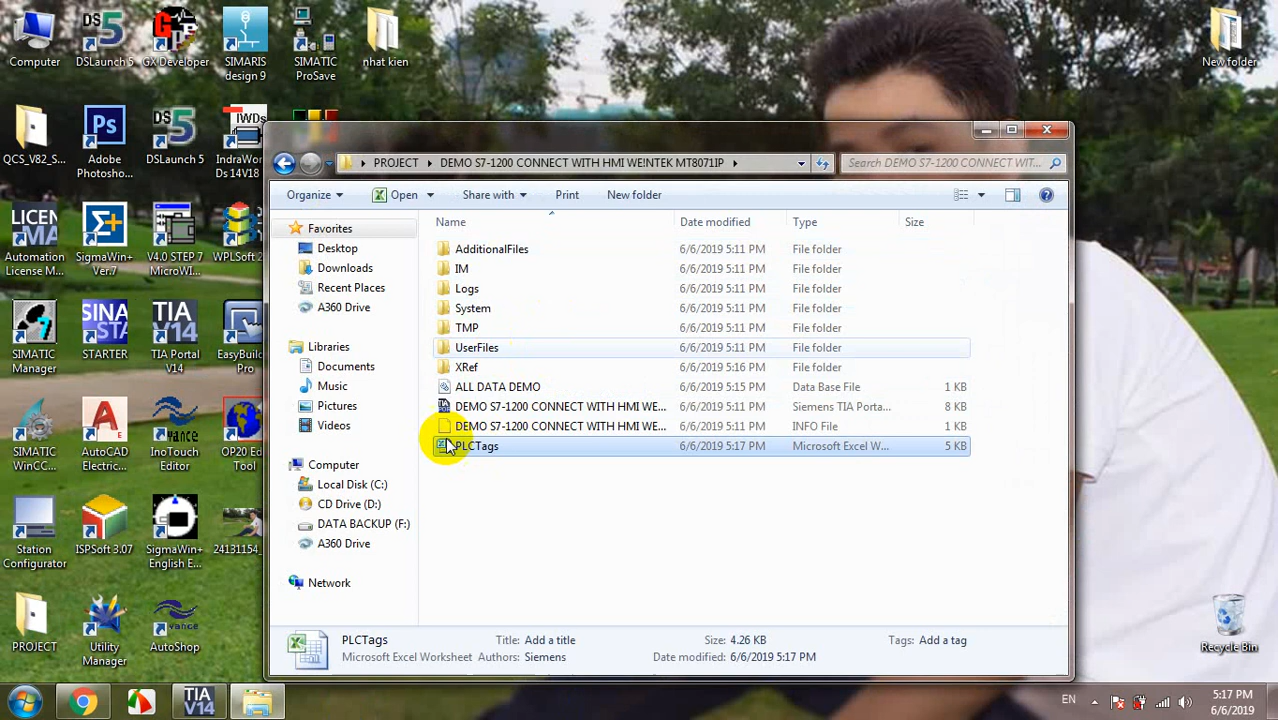 Computer
DSLaunch 5
GX Developer
SIMARIS
design 9
SIMATIC
ProSave
nhat kien
New folder
QCS_V82_S...
Adobe
Photosho...
DSLaunch 5
IndraWor...
Ds 14V18 ...
PROJECT
DEMO S7-1200 CONNECT WITH HMI WE!NTEK MT8071IP
Search DEMO S7-1200 CONNECT WIT...
Organize
Open
Share with
Print
New folder
Automation
License M...
SigmaWin+
Ver.7
V4.0 STEP 7
MicroWI...
WPLSoft 2...
SIMATIC
Manager
STARTER
TIA Portal
V14
EasyBuild...
Pro
SIMATIC
WinCC...
AutoCAD
Electric...
InoTouch
Editor
OP20 Ed...
Tool
Station
Configurator
ISPSoft 3.07
SigmaWin+
English E...
24131154_...
PROJECT
Utility
Manager
AutoShop
Favorites
Desktop
Downloads
Recent Places
A360 Drive
Libraries
Documents
Music
Pictures
Videos
Computer
Local Disk (C:)
CD Drive (D:)
DATA BACKUP (F:)
A360 Drive
Network
Name Date modified Type Size
AdditionalFiles 6/6/2019 5:11 PM File folder
IM 6/6/2019 5:11 PM File folder
Logs 6/6/2019 5:11 PM File folder
System 6/6/2019 5:11 PM File folder
TMP 6/6/2019 5:11 PM File folder
UserFiles 6/6/2019 5:11 PM File folder
XRef 6/6/2019 5:16 PM File folder
ALL DATA DEMO 6/6/2019 5:15 PM Data Base File 1 KB
DEMO S7-1200 CONNECT WITH HMI WE... 6/6/2019 5:11 PM Siemens TIA Porta... 8 KB
DEMO S7-1200 CONNECT WITH HMI WE... 6/6/2019 5:11 PM INFO File 1 KB
PLCTags 6/6/2019 5:17 PM Microsoft Excel W... 5 KB
PLCTags Title: Add a title Size: 4.26 KB Tags: Add a tag
Microsoft Excel Worksheet Authors: Siemens Date modified: 6/6/2019 5:17 PM
Recycle Bin
TIA
V14
EN
5:17 PM
6/6/2019